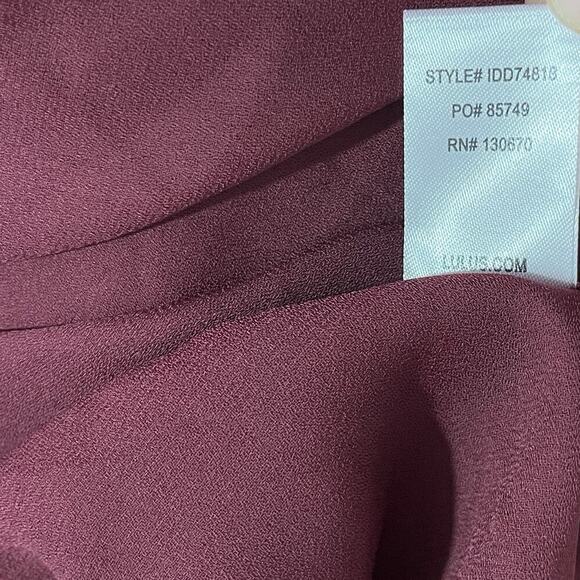 STYLE# IDD74818
PO# 85749
RN# 130670
LULUS.COM